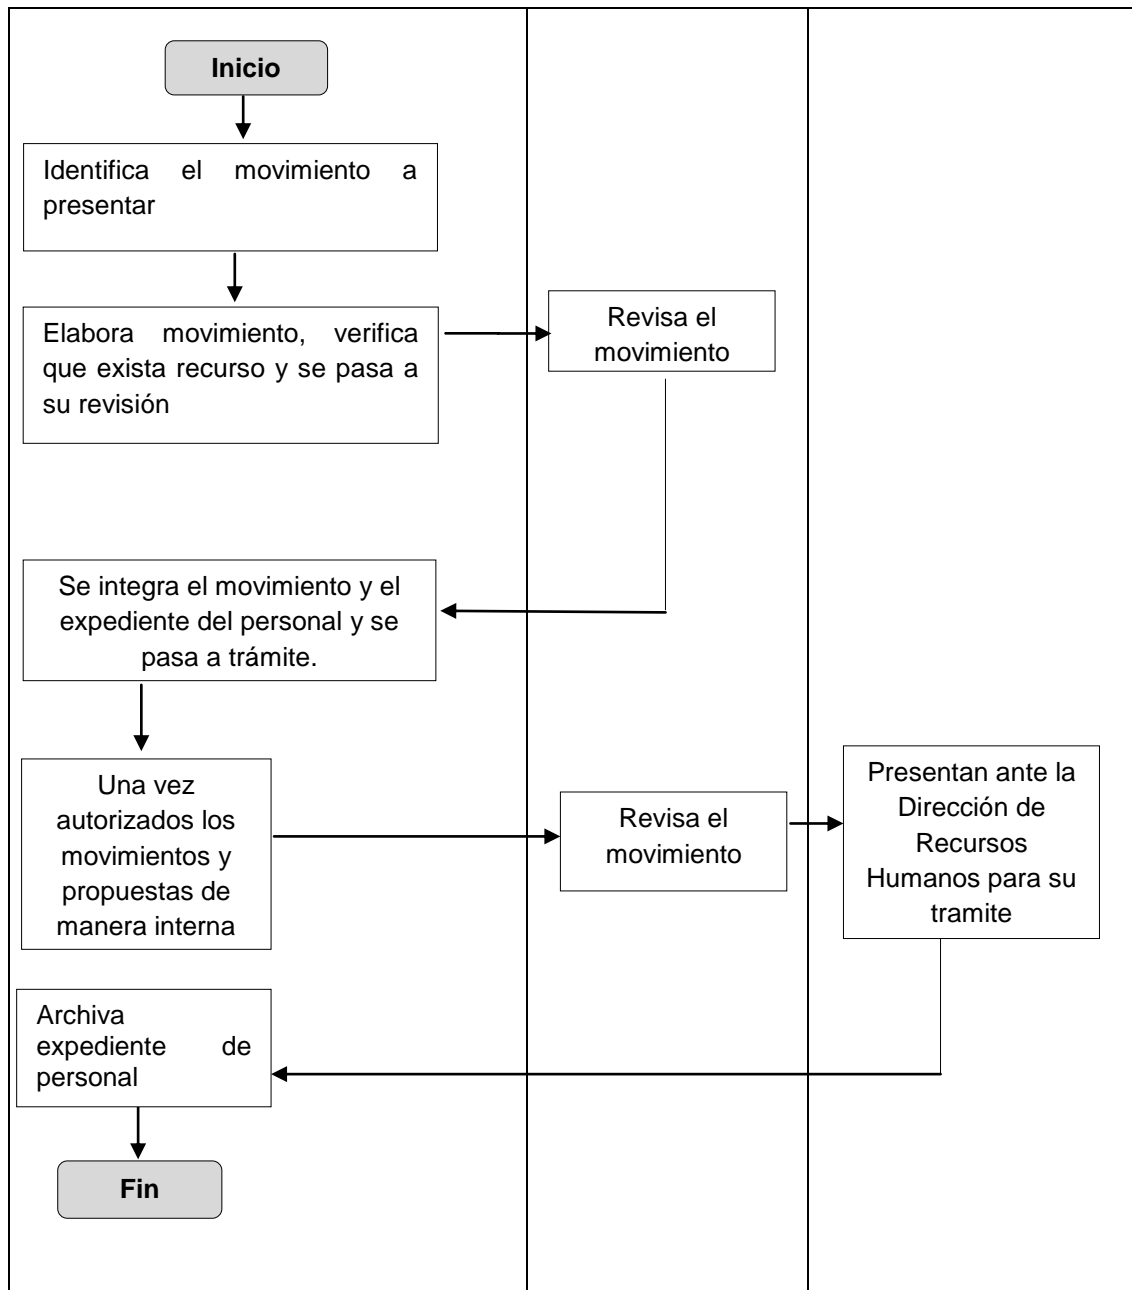 Inicio
Identifica el movimiento a
presentar
Elabora movimiento, verifica
que exista recurso y se pasa a
su revisión
Revisa el
movimiento
Se integra el movimiento y el
expediente del personal y se
pasa a trámite.
Una vez
autorizados los
movimientos y
propuestas de
manera interna
Revisa el
movimiento
Presentan ante la
Dirección de
Recursos
Humanos para su
tramite
Archiva
expediente de
personal
Fin